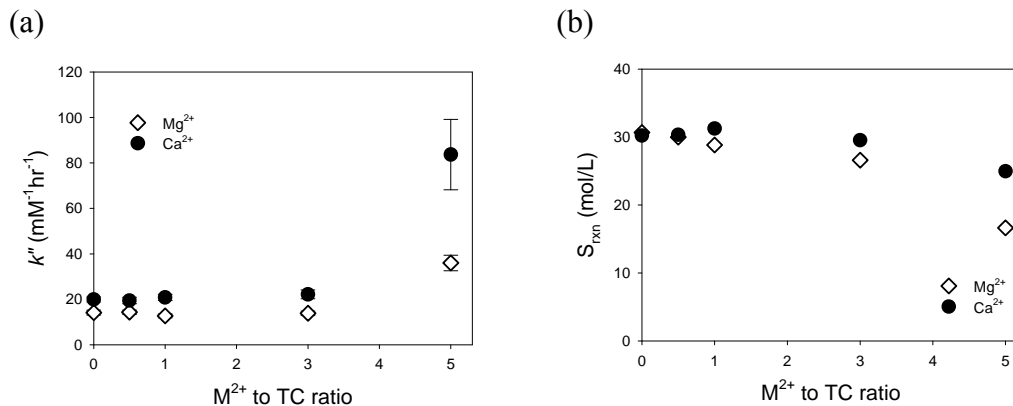 (a)
(b)
120
100
80
60
40
20
0
k" (mM⁻¹hr⁻¹)
Mg²⁺
Ca²⁺
0 1 2 3 4 5
M²⁺ to TC ratio
40
30
20
10
0
S_rxn (mol/L)
Mg²⁺
Ca²⁺
0 1 2 3 4 5
M²⁺ to TC ratio